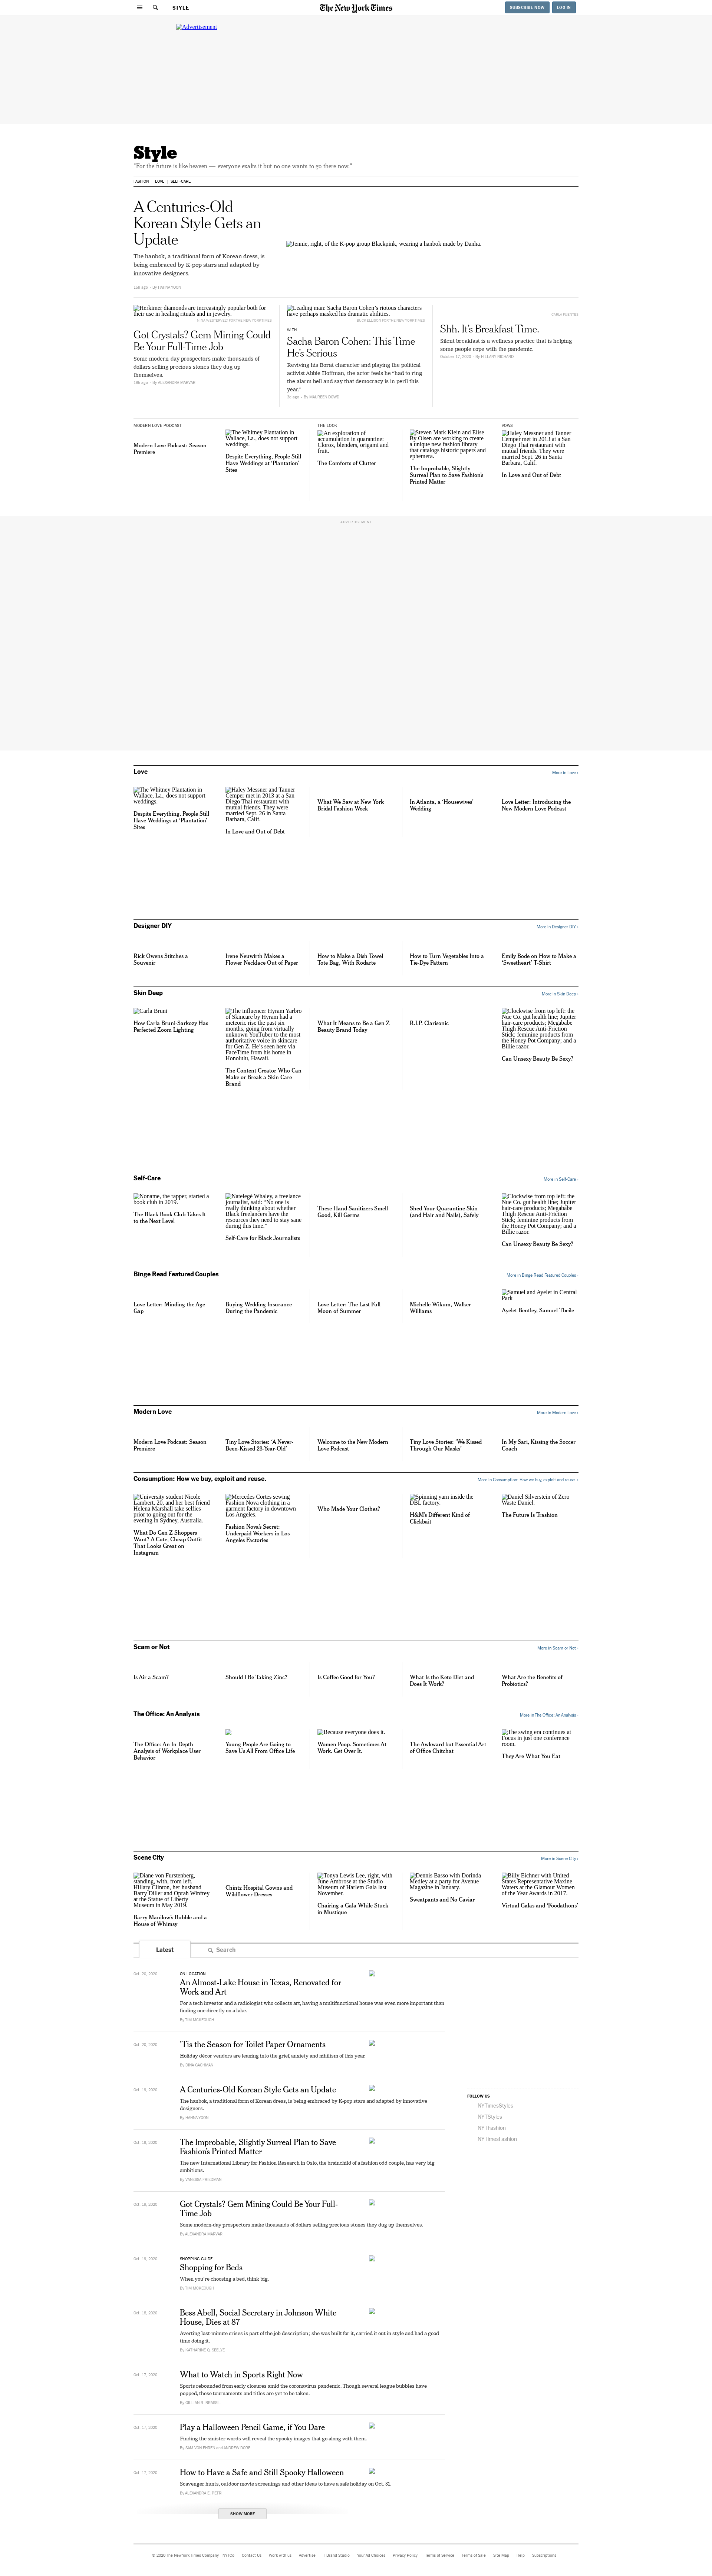 STYLE
The New York Times
SUBSCRIBE NOW
LOG IN
Advertisement
Style
"For the future is like heaven — everyone exalts it but no one wants to go there now."
FASHION
LOVE
SELF-CARE
A Centuries-Old
Korean Style Gets an
Update
The hanbok, a traditional form of Korean dress, is
being embraced by K-pop stars and adapted by
innovative designers.
Jennie, right, of the K-pop group Blackpink, wearing a hanbok made by Danha.
Herkimer diamonds are increasingly popular both for
their use in healing rituals and in jewelry.
Got Crystals? Gem Mining Could
Be Your Full-Time Job
Some modern-day prospectors make thousands of
dollars selling precious stones they dug up
themselves.
By ALEXANDRA MARVAR
Leading man: Sacha Baron Cohen's riotous characters
have perhaps masked his dramatic abilities.
WITH ...
Sacha Baron Cohen: This Time
He's Serious
Reviving his Borat character and playing the political
activist Abbie Hoffman, the actor feels he "had to ring
the alarm bell and say that democracy is in peril this
year."
By MAUREEN DOWD
Shh. It's Breakfast Time.
Silent breakfast is a wellness practice that is helping
some people cope with the pandemic.
October 17, 2020 - By HILLARY RICHARD
MODERN LOVE PODCAST
Modern Love Podcast: Season
Premiere
The Whitney Plantation in
Wallace, La., does not support
weddings.
Despite Everything, People Still
Have Weddings at 'Plantation'
Sites
THE LOOK
An exploration of
accumulation in quarantine:
Clorox, blenders, origami and
fruit.
The Comforts of Clutter
Steven Mark Klein and Elise
By Olsen are working to create
a unique new form fashion library
that catalogs historic papers and
ephemera.
The Improbable, Slightly
Surreal Plan to Save Fashion's
Printed Matter
VOWS
Haley Messner and Tanner
Cemper met in 2013 at a San
Diego Thai restaurant with
mutual friends. They were
married Sept. 26 in Santa
Barbara, Calif.
In Love and Out of Debt
ADVERTISEMENT
Love
More in Love ›
The Whitney Plantation in
Wallace, La., does not support
weddings.
Despite Everything, People Still
Have Weddings at 'Plantation'
Sites
Haley Messner and Tanner
Cemper met in 2013 at a San
Diego Thai restaurant with
mutual friends. They were
married Sept. 26 in Santa
Barbara, Calif.
In Love and Out of Debt
What We Saw at New York
Bridal Fashion Week
In Atlanta, a 'Housewives'
Wedding
Love Letter: Introducing the
New Modern Love Podcast
Designer DIY
More in Designer DIY ›
Rick Owens Stitches a
Souvenir
Irene Neuwirth Makes a
Flower Necklace Out of Paper
How to Make a Dish Towel
Tote Bag, With Rodarte
How to Turn Vegetables Into a
Tie-Dye Pattern
Emily Bode on How to Make a
'Sweetheart' T-Shirt
Skin Deep
More in Skin Deep ›
Carla Bruni
How Carla Bruni-Sarkozy Has
Perfected Zoom Lighting
The influencer Hyram Yarbro
of Skincare by Hyram had a
meteoric rise the past six
months, going from virtually
unknown YouTuber to the most
authoritative voice in skincare
for Gen Z. He's seen here via
FaceTime from his home in
Honolulu, Hawaii.
The Content Creator Who Can
Make or Break a Skin Care
Brand
What It Means to Be a Gen Z
Beauty Brand Today
R.I.P. Clarisonic
Clockwise from top left: the
Nue Co. gut health line; Jupiter
hair-care products; Megababe
Thigh Rescue Anti-Friction
Stick; feminine products from
the Honey Pot Company; and a
Billie razor.
Can Unsexy Beauty Be Sexy?
Self-Care
More in Self-Care ›
Noname, the rapper, started a
book club in 2019.
The Black Book Club Takes It
to the Next Level
Natelegé Whaley, a freelance
journalist, said: "No one is
really thinking about whether
Black freelancers have the
resources they need to stay sane
during this time."
Self-Care for Black Journalists
These Hand Sanitizers Smell
Good, Kill Germs
Shed Your Quarantine Skin
(and Hair and Nails), Safely
Clockwise from top left: the
Nue Co. gut health line; Jupiter
hair-care products; Megababe
Thigh Rescue Anti-Friction
Stick; feminine products from
the Honey Pot Company; and a
Billie razor.
Can Unsexy Beauty Be Sexy?
Binge Read Featured Couples
More in Binge Read Featured Couples ›
Love Letter: Minding the Age
Gap
Buying Wedding Insurance
During the Pandemic
Love Letter: The Last Full
Moon of Summer
Michelle Wikum, Walker
Williams
Samuel and Ayelet in Central
Park
Ayelet Bentley, Samuel Theile
Modern Love
More in Modern Love ›
Modern Love Podcast: Season
Premiere
Tiny Love Stories: 'A Never-
Been-Kissed 23-Year-Old'
Welcome to the New Modern
Love Podcast
Tiny Love Stories: 'We Kissed
Through Our Masks'
In My Sari, Kissing the Soccer
Coach
Consumption: How we buy, exploit and reuse.
More in Consumption: How we buy, exploit and reuse. ›
University student Nicole
Lambert, 20, and her best friend
Helena Marshall take selfies
prior to going out for the
evening in Sydney, Australia.
What Do Gen Z Shoppers
Want? A Cute, Cheap Outfit
That Looks Great on
Instagram
Mercedes Cortes sewing
Fashion Nova clothing in a
garment factory in downtown
Los Angeles.
Fashion Nova's Secret:
Underpaid Workers in Los
Angeles Factories
Who Made Your Clothes?
Spinning yarn inside the
DBL factory.
H&M's Different Kind of
Clickbait
Daniel Silverstein of Zero
Waste Daniel.
The Future Is Trashion
Scam or Not
More in Scam or Not ›
Is Air a Scam?
Should I Be Taking Zinc?
Is Coffee Good for You?
What Is the Keto Diet and
Does It Work?
What Are the Benefits of
Probiotics?
The Office: An Analysis
More in The Office: An Analysis ›
The Office: An In-Depth
Analysis of Workplace User
Behavior
Young People Are Going to
Save Us All From Office Life
Because everyone does it.
Women Poop. Sometimes At
Work. Get Over It.
The Awkward but Essential Art
of Office Chitchat
The swing era continues at
Focus in just one conference
room.
They Are What You Eat
Scene City
More in Scene City ›
Diane von Furstenberg,
standing, with, from left,
Hillary Clinton, her husband
Barry Diller and Oprah Winfrey
at the Statue of Liberty
Museum in May 2019.
Barry Manilow's Bubble and a
House of Whimsy
Chintz Hospital Gowns and
Wildflower Dresses
Tonya Lewis Lee, right, with
an attendee at the Studio
Museum of Harlem Gala last
November.
Chairing a Gala While Stuck
in Mustique
Dennis Basso with Dorinda
Medley at a party for Avenue
Magazine in January.
Sweatpants and No Caviar
Billy Eichner with United
States Representative Maxine
Waters at the Glamour Women
of the Year Awards in 2017.
Virtual Galas and 'Foodathons'
Latest
Search
Oct. 20, 2020
ON LOCATION
An Almost-Lake House in Texas, Renovated for
Work and Art
For a tech investor and a radiologist who collects art, having a multifunctional house was even more important than
finding one directly on a lake.
By TIM MCKEOUGH
Oct. 20, 2020
'Tis the Season for Toilet Paper Ornaments
Holiday décor vendors are leaning into the grief, anxiety and nihilism of this year.
By GINA GACHMAN
Oct. 19, 2020
A Centuries-Old Korean Style Gets an Update
The hanbok, a traditional form of Korean dress, is being embraced by K-pop stars and adapted by innovative
designers.
By HAHNA YOON
Oct. 19, 2020
The Improbable, Slightly Surreal Plan to Save
Fashion's Printed Matter
The new International Library for Fashion Research in Oslo, the brainchild of a fashion odd couple, has very big
ambitions.
By VANESSA FRIEDMAN
Oct. 19, 2020
Got Crystals? Gem Mining Could Be Your Full-
Time Job
Some modern-day prospectors make thousands of dollars selling precious stones they dug up themselves.
By ALEXANDRA MARVAR
Oct. 19, 2020
SHOPPING GUIDE
Shopping for Beds
When you're choosing a bed, think big.
By TIM MCKEOUGH
Oct. 18, 2020
Bess Abell, Social Secretary in Johnson White
House, Dies at 87
Averting last-minute crises is part of the job description; she was built for it, carried it out in style and had a good
time doing it.
By KATHARINE Q. SEELYE
Oct. 17, 2020
What to Watch in Sports Right Now
Sports rebounded from early closures amid the coronavirus pandemic. Though several league bubbles have
popped, these tournaments and titles are yet to be taken.
By GILLIAN R. BRASSIL
Oct. 17, 2020
Play a Halloween Pencil Game, if You Dare
Finding the sinister words will reveal the spooky images that go along with them.
By SAM VON EHREN and ANDREW DORE
Oct. 17, 2020
How to Have a Safe and Still Spooky Halloween
Scavenger hunts, outdoor movie screenings and other ideas to have a safe holiday on Oct. 31.
By ALEXANDRA E. PETRI
SHOW MORE
FOLLOW US
NYTimesStyles
NYTStyles
NYTFashion
NYTimesFashion
© 2020 The New York Times Company
NYTCo
Contact Us
Work with us
Advertise
T Brand Studio
Your Ad Choices
Privacy Policy
Terms of Service
Terms of Sale
Site Map
Help
Subscriptions